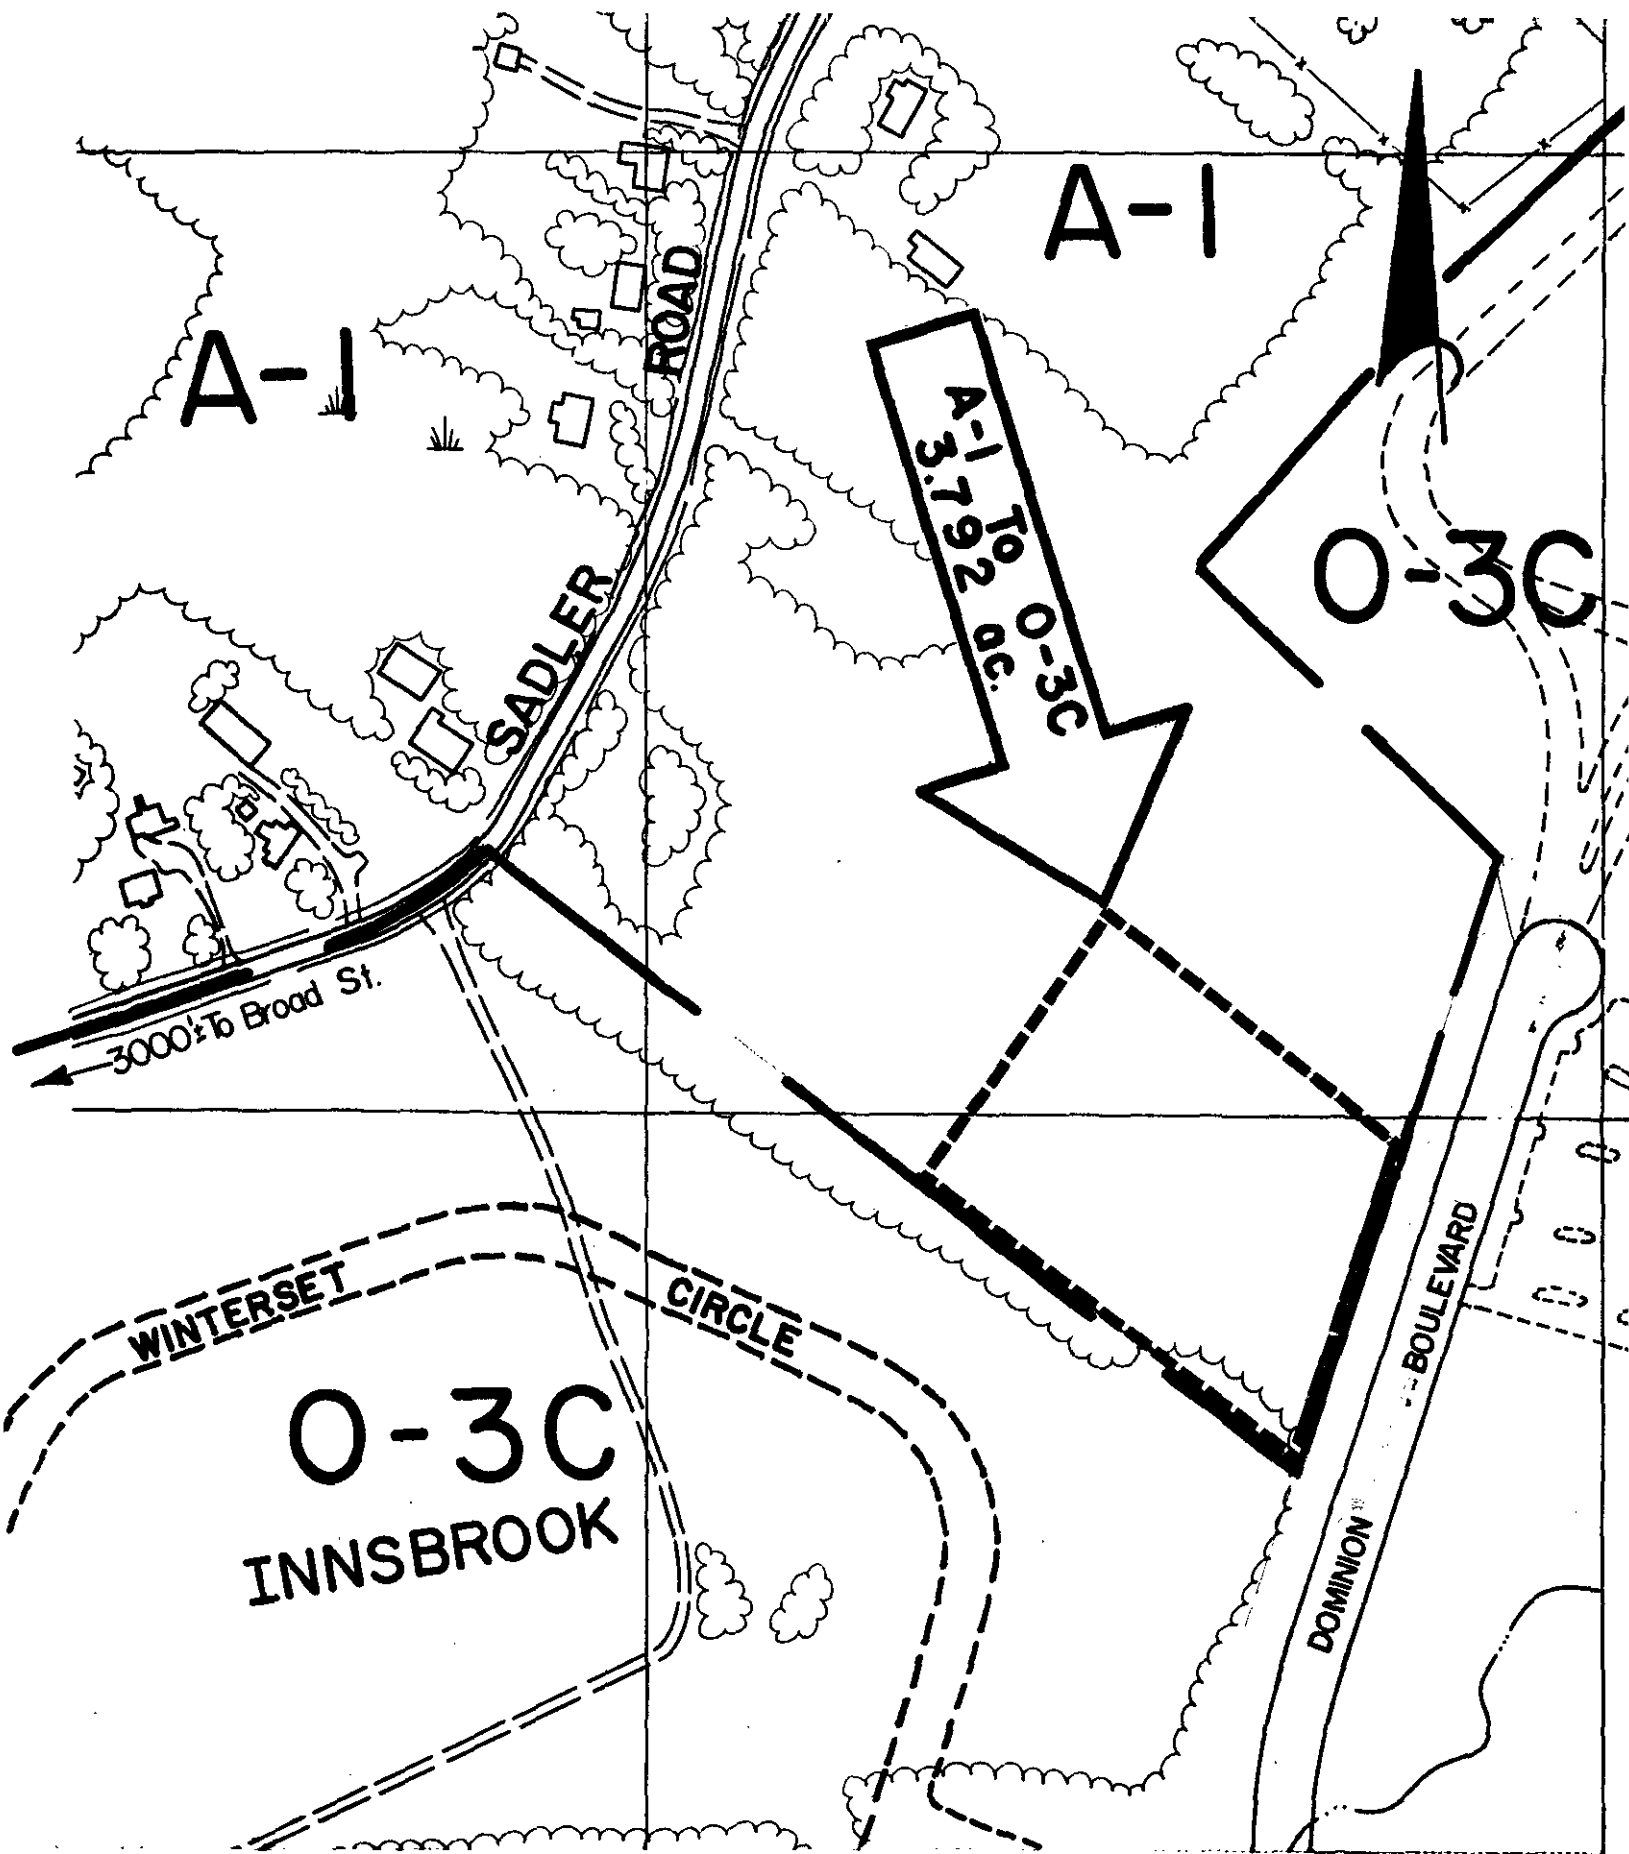 A-1
ROAD
A-1
A-1 To O-3C
3.792 ac.
O-3C
SADLER
3000'± To Broad St.
BOULEVARD
WINTERSET CIRCLE
O-3C
INNSBROOK
DOMINION